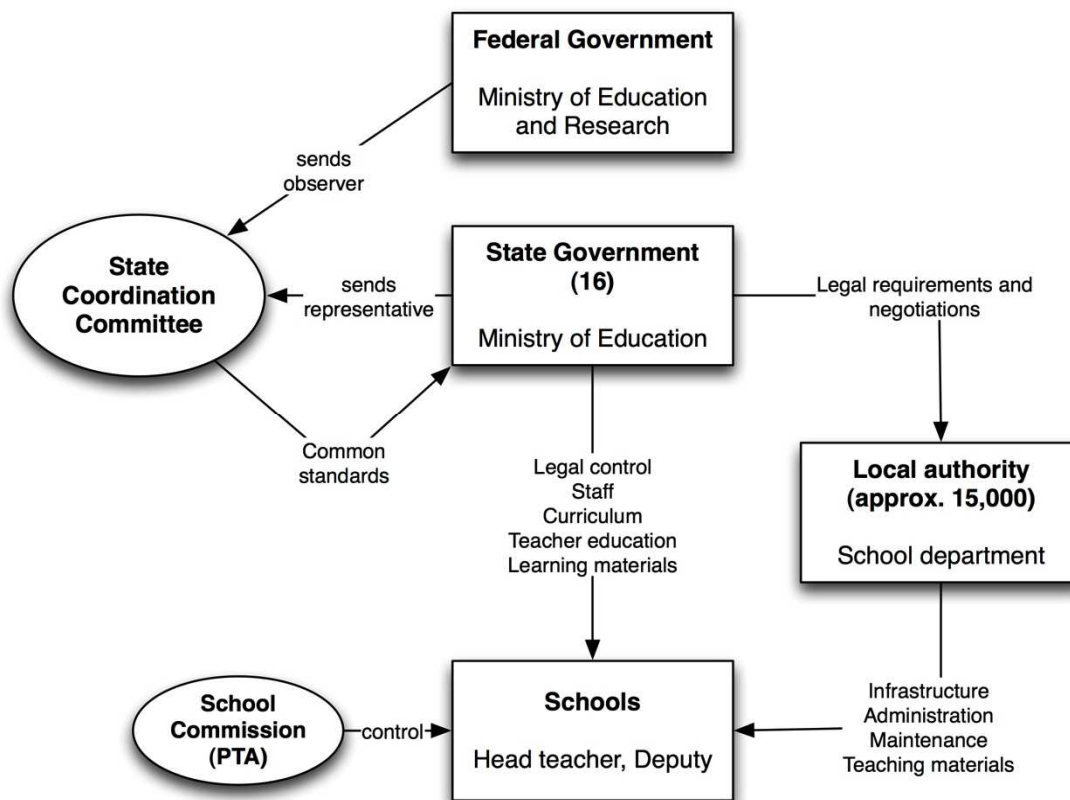 Federal Government
Ministry of Education
and Research
sends
observer
State
Coordination
Committee
sends
representative
State Government
(16)
Ministry of Education
Legal requirements and
negotiations
Common
standards
Legal control
Staff
Curriculum
Teacher education
Learning materials
Local authority
(approx. 15,000)
School department
School
Commission
(PTA)
control
Schools
Head teacher, Deputy
Infrastructure
Administration
Maintenance
Teaching materials